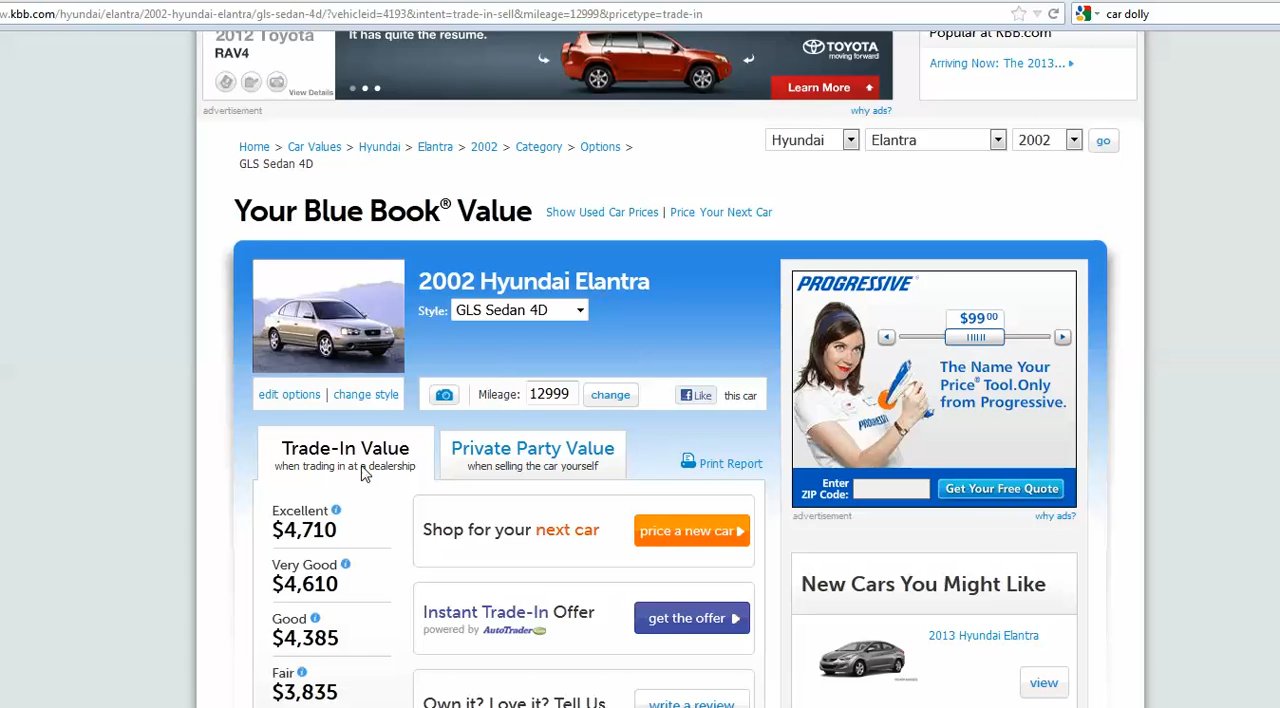 w.kbb.com/hyundai/elantra/2002-hyundai-elantra/gls-sedan-4d/?vehicleid=4193&intent=trade-in-sell&mileage=12999&pricetype=trade-in
car dolly
2012 Toyota
RAV4
View Details
It has quite the resume.
TOYOTA
moving forward
Learn More
Popular at KBB.com
Arriving Now: The 2013...
advertisement
why ads?
Home > Car Values > Hyundai > Elantra > 2002 > Category > Options >
GLS Sedan 4D
Hyundai
Elantra
2002
go
Your Blue Book® Value
Show Used Car Prices | Price Your Next Car
2002 Hyundai Elantra
Style: GLS Sedan 4D
edit options | change style
Mileage: 12999 change
Like this car
Trade-In Value
when trading in at a dealership
Private Party Value
when selling the car yourself
Print Report
Excellent
$4,710
Very Good
$4,610
Good
$4,385
Fair
$3,835
Shop for your next car
price a new car
Instant Trade-In Offer
powered by AutoTrader
get the offer
Own it? Love it? Tell Us
write a review
PROGRESSIVE
$99.00
The Name Your
Price® Tool.Only
from Progressive.
PROGRESSIVE
Enter
ZIP Code:
Get Your Free Quote
advertisement
why ads?
New Cars You Might Like
2013 Hyundai Elantra
view